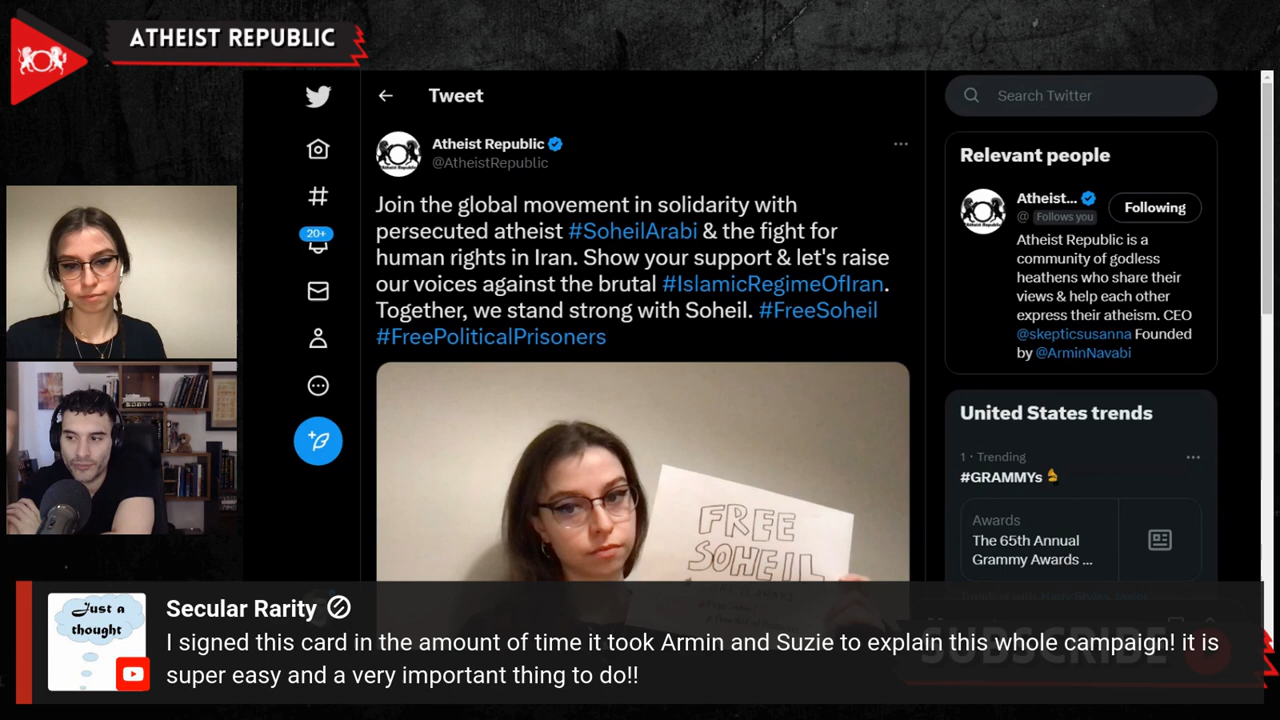 ATHEIST REPUBLIC
Tweet
Search Twitter
Atheist Republic
@AtheistRepublic
Join the global movement in solidarity with
persecuted atheist #SoheilArabi & the fight for
human rights in Iran. Show your support & let's raise
our voices against the brutal #IslamicRegimeOfIran.
Together, we stand strong with Soheil. #FreeSoheil
#FreePoliticalPrisoners
20+
FREE
SOHEIL
Relevant people
Atheist...
@ Follows you
Following
Atheist Republic is a
community of godless
heathens who share their
views & help each other
express their atheism. CEO
@skepticsusanna Founded
by @ArminNavabi
United States trends
1 · Trending
#GRAMMYs
Awards
The 65th Annual
Grammy Awards ...
SUBSCRIBE
Just a
thought
Secular Rarity
I signed this card in the amount of time it took Armin and Suzie to explain this whole campaign! it is
super easy and a very important thing to do!!